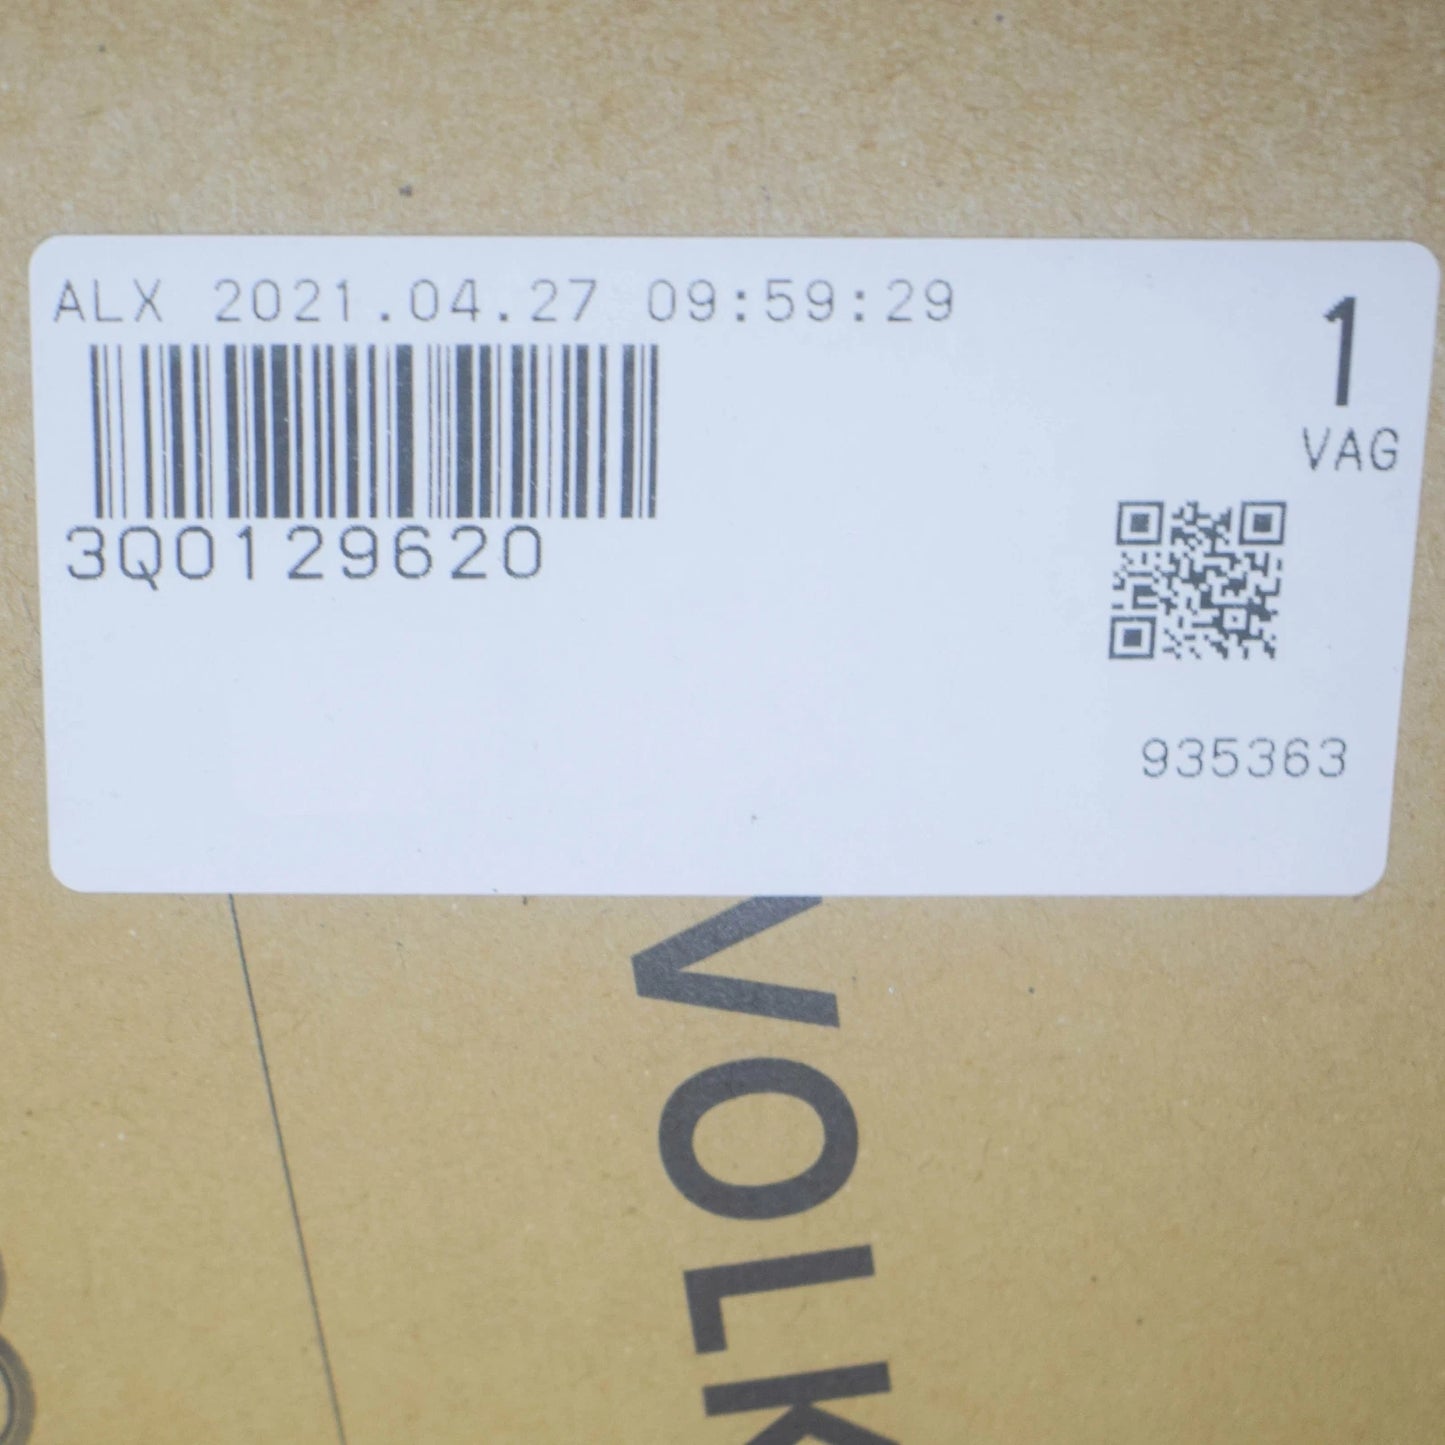 ALX 2021.04.27 09:59:29
1
VAG
3Q0129620
935363
VOLK